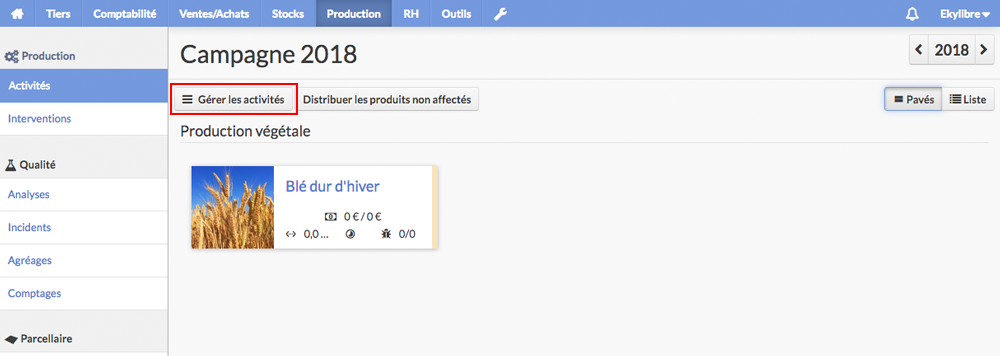 Tiers Comptabilité Ventes/Achats Stocks Production RH Outils Ekylibre
Production
Activités
Interventions
Qualité
Analyses
Incidents
Agréages
Comptages
Parcellaire
Campagne 2018
2018
Gérer les activités Distribuer les produits non affectés
Pavés Liste
Production végétale
Blé dur d'hiver
0 € / 0 €
0,0 ... 0/0